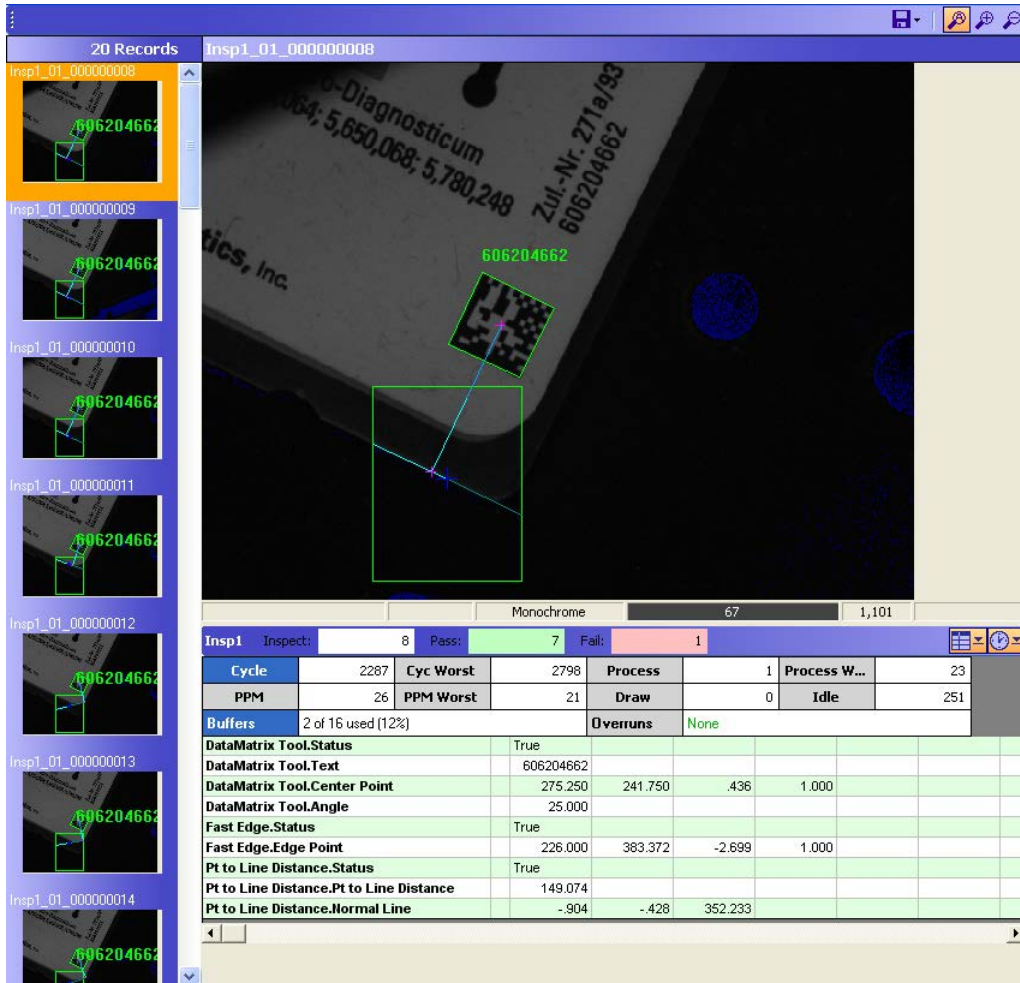 20 Records
Insp1_01_000000008
Insp1_01_000000008
606204662
Insp1_01_000000009
606204662
Insp1_01_000000010
606204662
Insp1_01_000000011
606204662
Insp1_01_000000012
606204662
Insp1_01_000000013
606204662
Insp1_01_000000014
606204662
o-Diagnosticum
064; 5,650,068; 5,780,248
Zul.-Nr. 271a/93
606204662
tics, Inc.
606204662
Monochrome 67 1,101
Insp1 Inspect: 8 Pass: 7 Fail: 1
Cycle 2287 Cyc Worst 2798 Process 1 Process W... 23
PPM 26 PPM Worst 21 Draw 0 Idle 251
Buffers 2 of 16 used (12%) Overruns None
DataMatrix Tool.Status True
DataMatrix Tool.Text 606204662
DataMatrix Tool.Center Point 275.250 241.750 .436 1.000
DataMatrix Tool.Angle 25.000
Fast Edge.Status True
Fast Edge.Edge Point 226.000 383.372 -2.699 1.000
Pt to Line Distance.Status True
Pt to Line Distance.Pt to Line Distance 149.074
Pt to Line Distance.Normal Line -.904 -.428 352.233